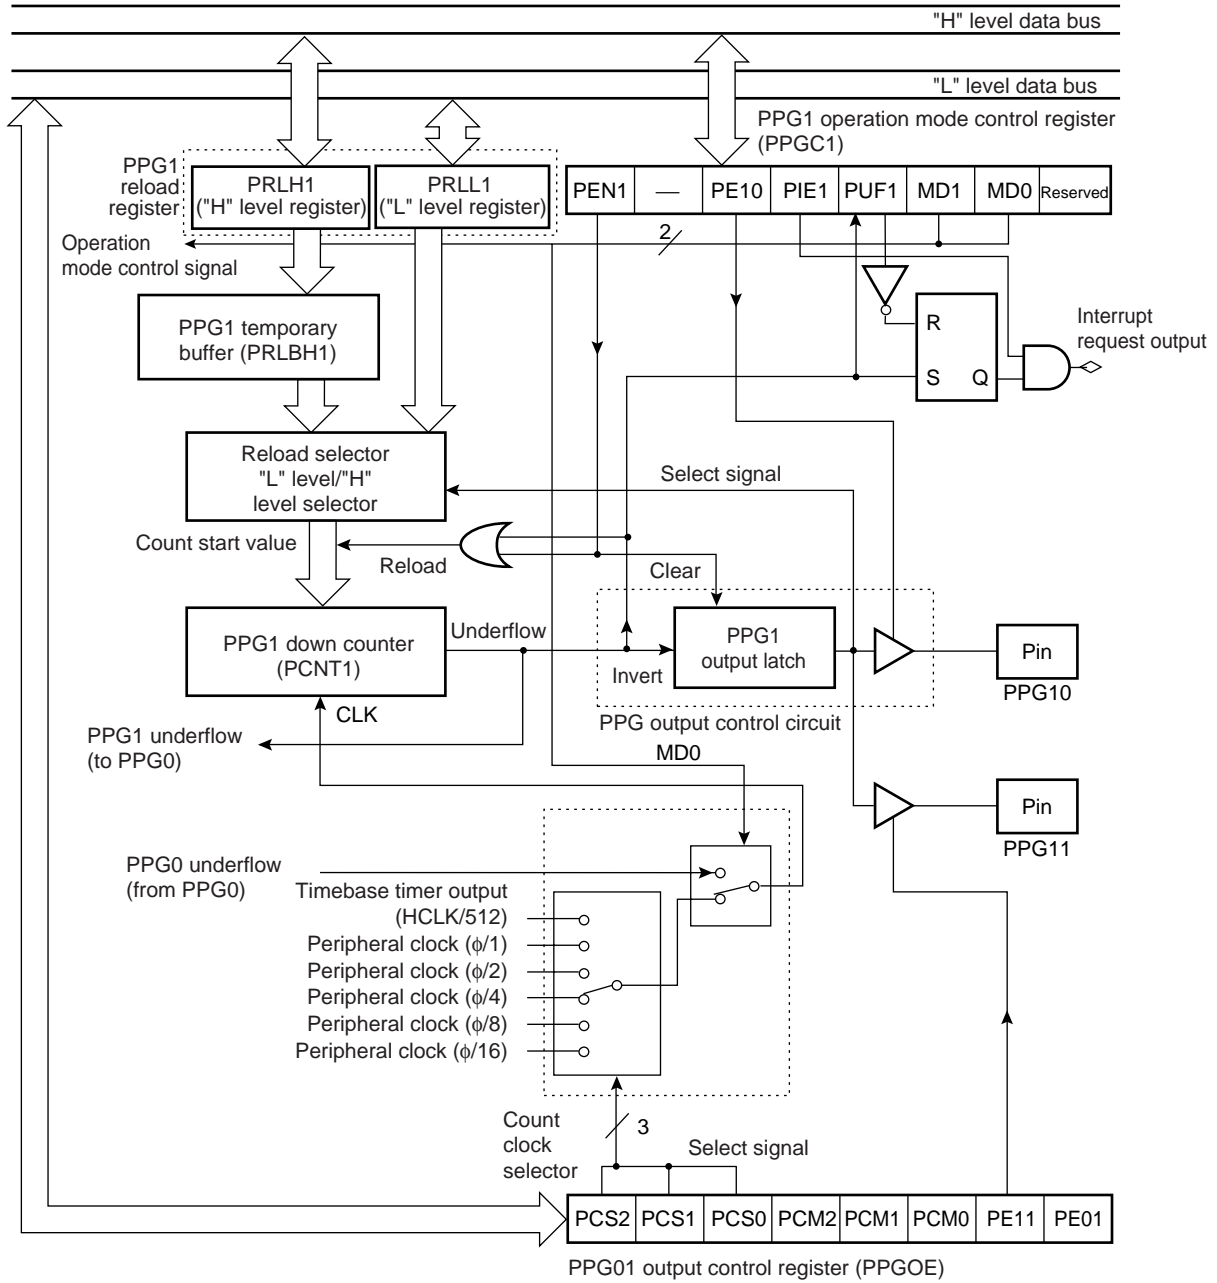 "H" level data bus
"L" level data bus
PPG1 operation mode control register
(PPGC1)
PPG1
reload
register
PRLH1
("H" level register)
PRLL1
("L" level register)
PEN1 — PE10 PIE1 PUF1 MD1 MD0 Reserved
Operation
mode control signal
2
PPG1 temporary
buffer (PRLBH1)
R
S Q
Interrupt
request output
Reload selector
"L" level/"H"
level selector
Select signal
Count start value
Reload
Clear
PPG1 down counter
(PCNT1)
Underflow
Invert
PPG1
output latch
Pin
PPG10
PPG output control circuit
CLK
PPG1 underflow
(to PPG0)
MD0
Pin
PPG11
PPG0 underflow
(from PPG0)
Timebase timer output
(HCLK/512)
Peripheral clock (ϕ/1)
Peripheral clock (ϕ/2)
Peripheral clock (ϕ/4)
Peripheral clock (ϕ/8)
Peripheral clock (ϕ/16)
Count
clock
selector
3
Select signal
PCS2 PCS1 PCS0 PCM2 PCM1 PCM0 PE11 PE01
PPG01 output control register (PPGOE)